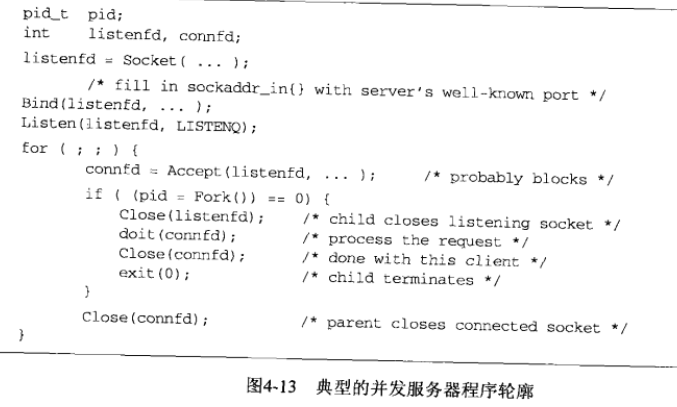 pid_t pid;
int listenfd, connfd;
listenfd = Socket( ... );
/* fill in sockaddr_in{} with server's well-known port */
Bind(listenfd, ... );
Listen(listenfd, LISTENQ);
for ( ; ; ) {
connfd = Accept(listenfd, ... ); /* probably blocks */
if ( (pid = Fork()) == 0) {
Close(listenfd); /* child closes listening socket */
doit(connfd); /* process the request */
Close(connfd); /* done with this client */
exit(0); /* child terminates */
}
Close(connfd); /* parent closes connected socket */
}
图4-13 典型的并发服务器程序轮廓